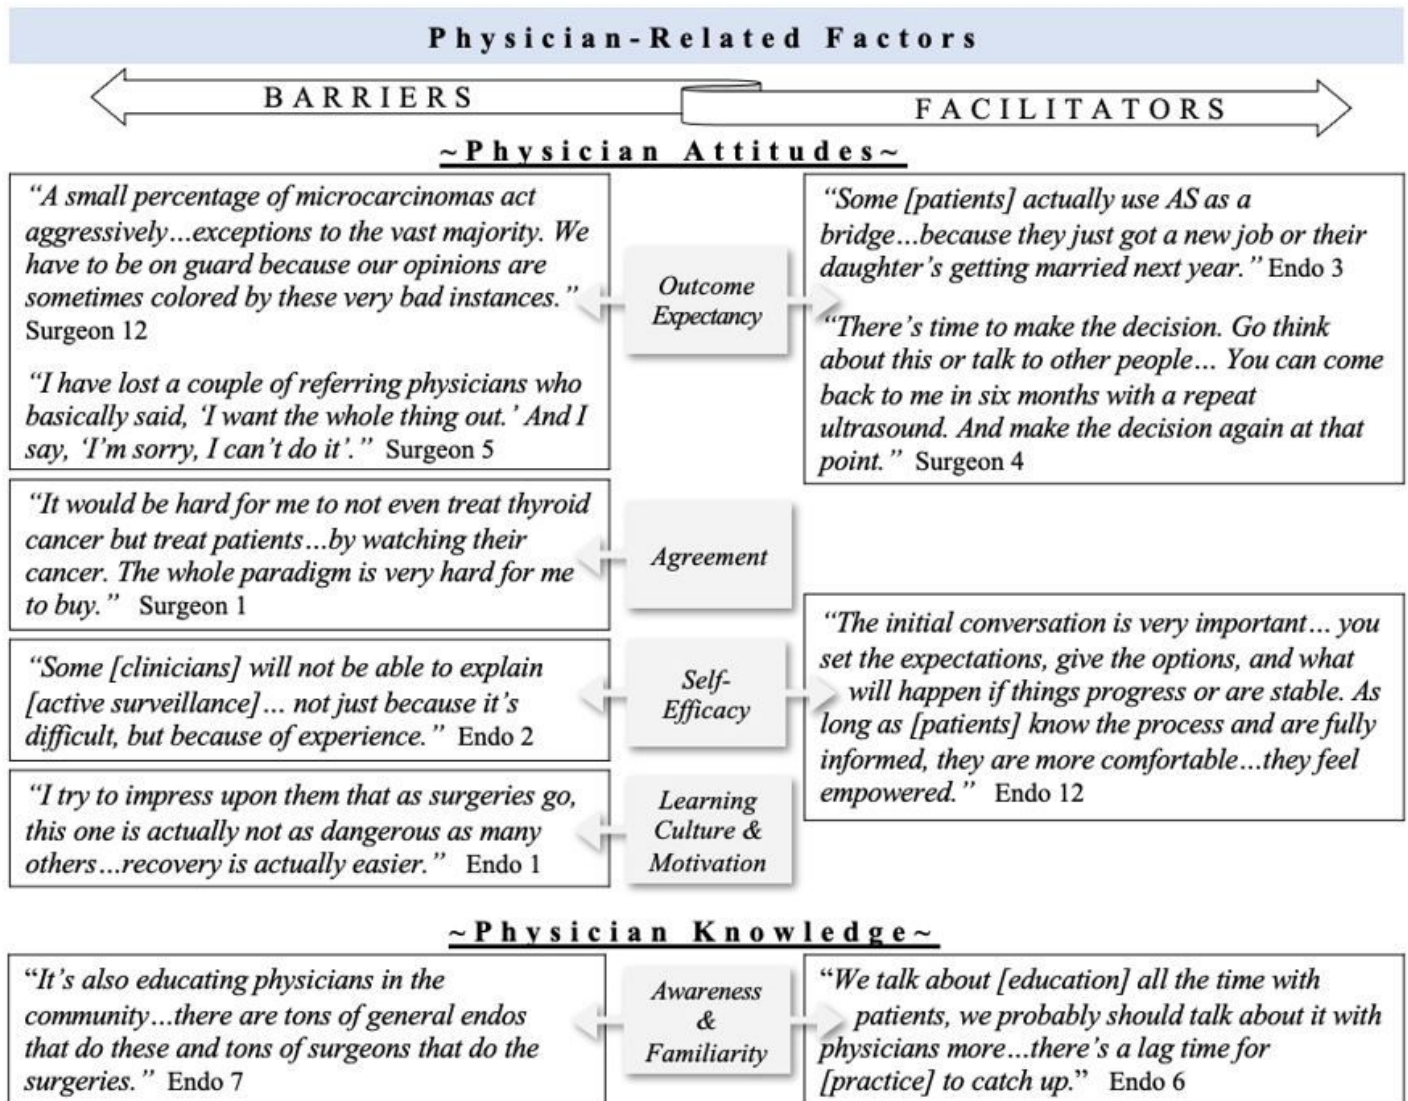 Physician-Related Factors
BARRIERS
FACILITATORS
~Physician Attitudes~
“A small percentage of microcarcinomas act
aggressively…exceptions to the vast majority. We
have to be on guard because our opinions are
sometimes colored by these very bad instances.”
Surgeon 12
“I have lost a couple of referring physicians who
basically said, ‘I want the whole thing out.’ And I
say, ‘I’m sorry, I can’t do it’.” Surgeon 5
Outcome
Expectancy
“Some [patients] actually use AS as a
bridge…because they just got a new job or their
daughter’s getting married next year.” Endo 3
“There’s time to make the decision. Go think
about this or talk to other people… You can come
back to me in six months with a repeat
ultrasound. And make the decision again at that
point.” Surgeon 4
“It would be hard for me to not even treat thyroid
cancer but treat patients…by watching their
cancer. The whole paradigm is very hard for me
to buy.” Surgeon 1
Agreement
“Some [clinicians] will not be able to explain
[active surveillance]… not just because it’s
difficult, but because of experience.” Endo 2
Self-
Efficacy
“The initial conversation is very important… you
set the expectations, give the options, and what
will happen if things progress or are stable. As
long as [patients] know the process and are fully
informed, they are more comfortable…they feel
empowered.” Endo 12
“I try to impress upon them that as surgeries go,
this one is actually not as dangerous as many
others…recovery is actually easier.” Endo 1
Learning
Culture &
Motivation
~Physician Knowledge~
“It’s also educating physicians in the
community…there are tons of general endos
that do these and tons of surgeons that do the
surgeries.” Endo 7
Awareness
&
Familiarity
“We talk about [education] all the time with
patients, we probably should talk about it with
physicians more…there’s a lag time for
[practice] to catch up.” Endo 6